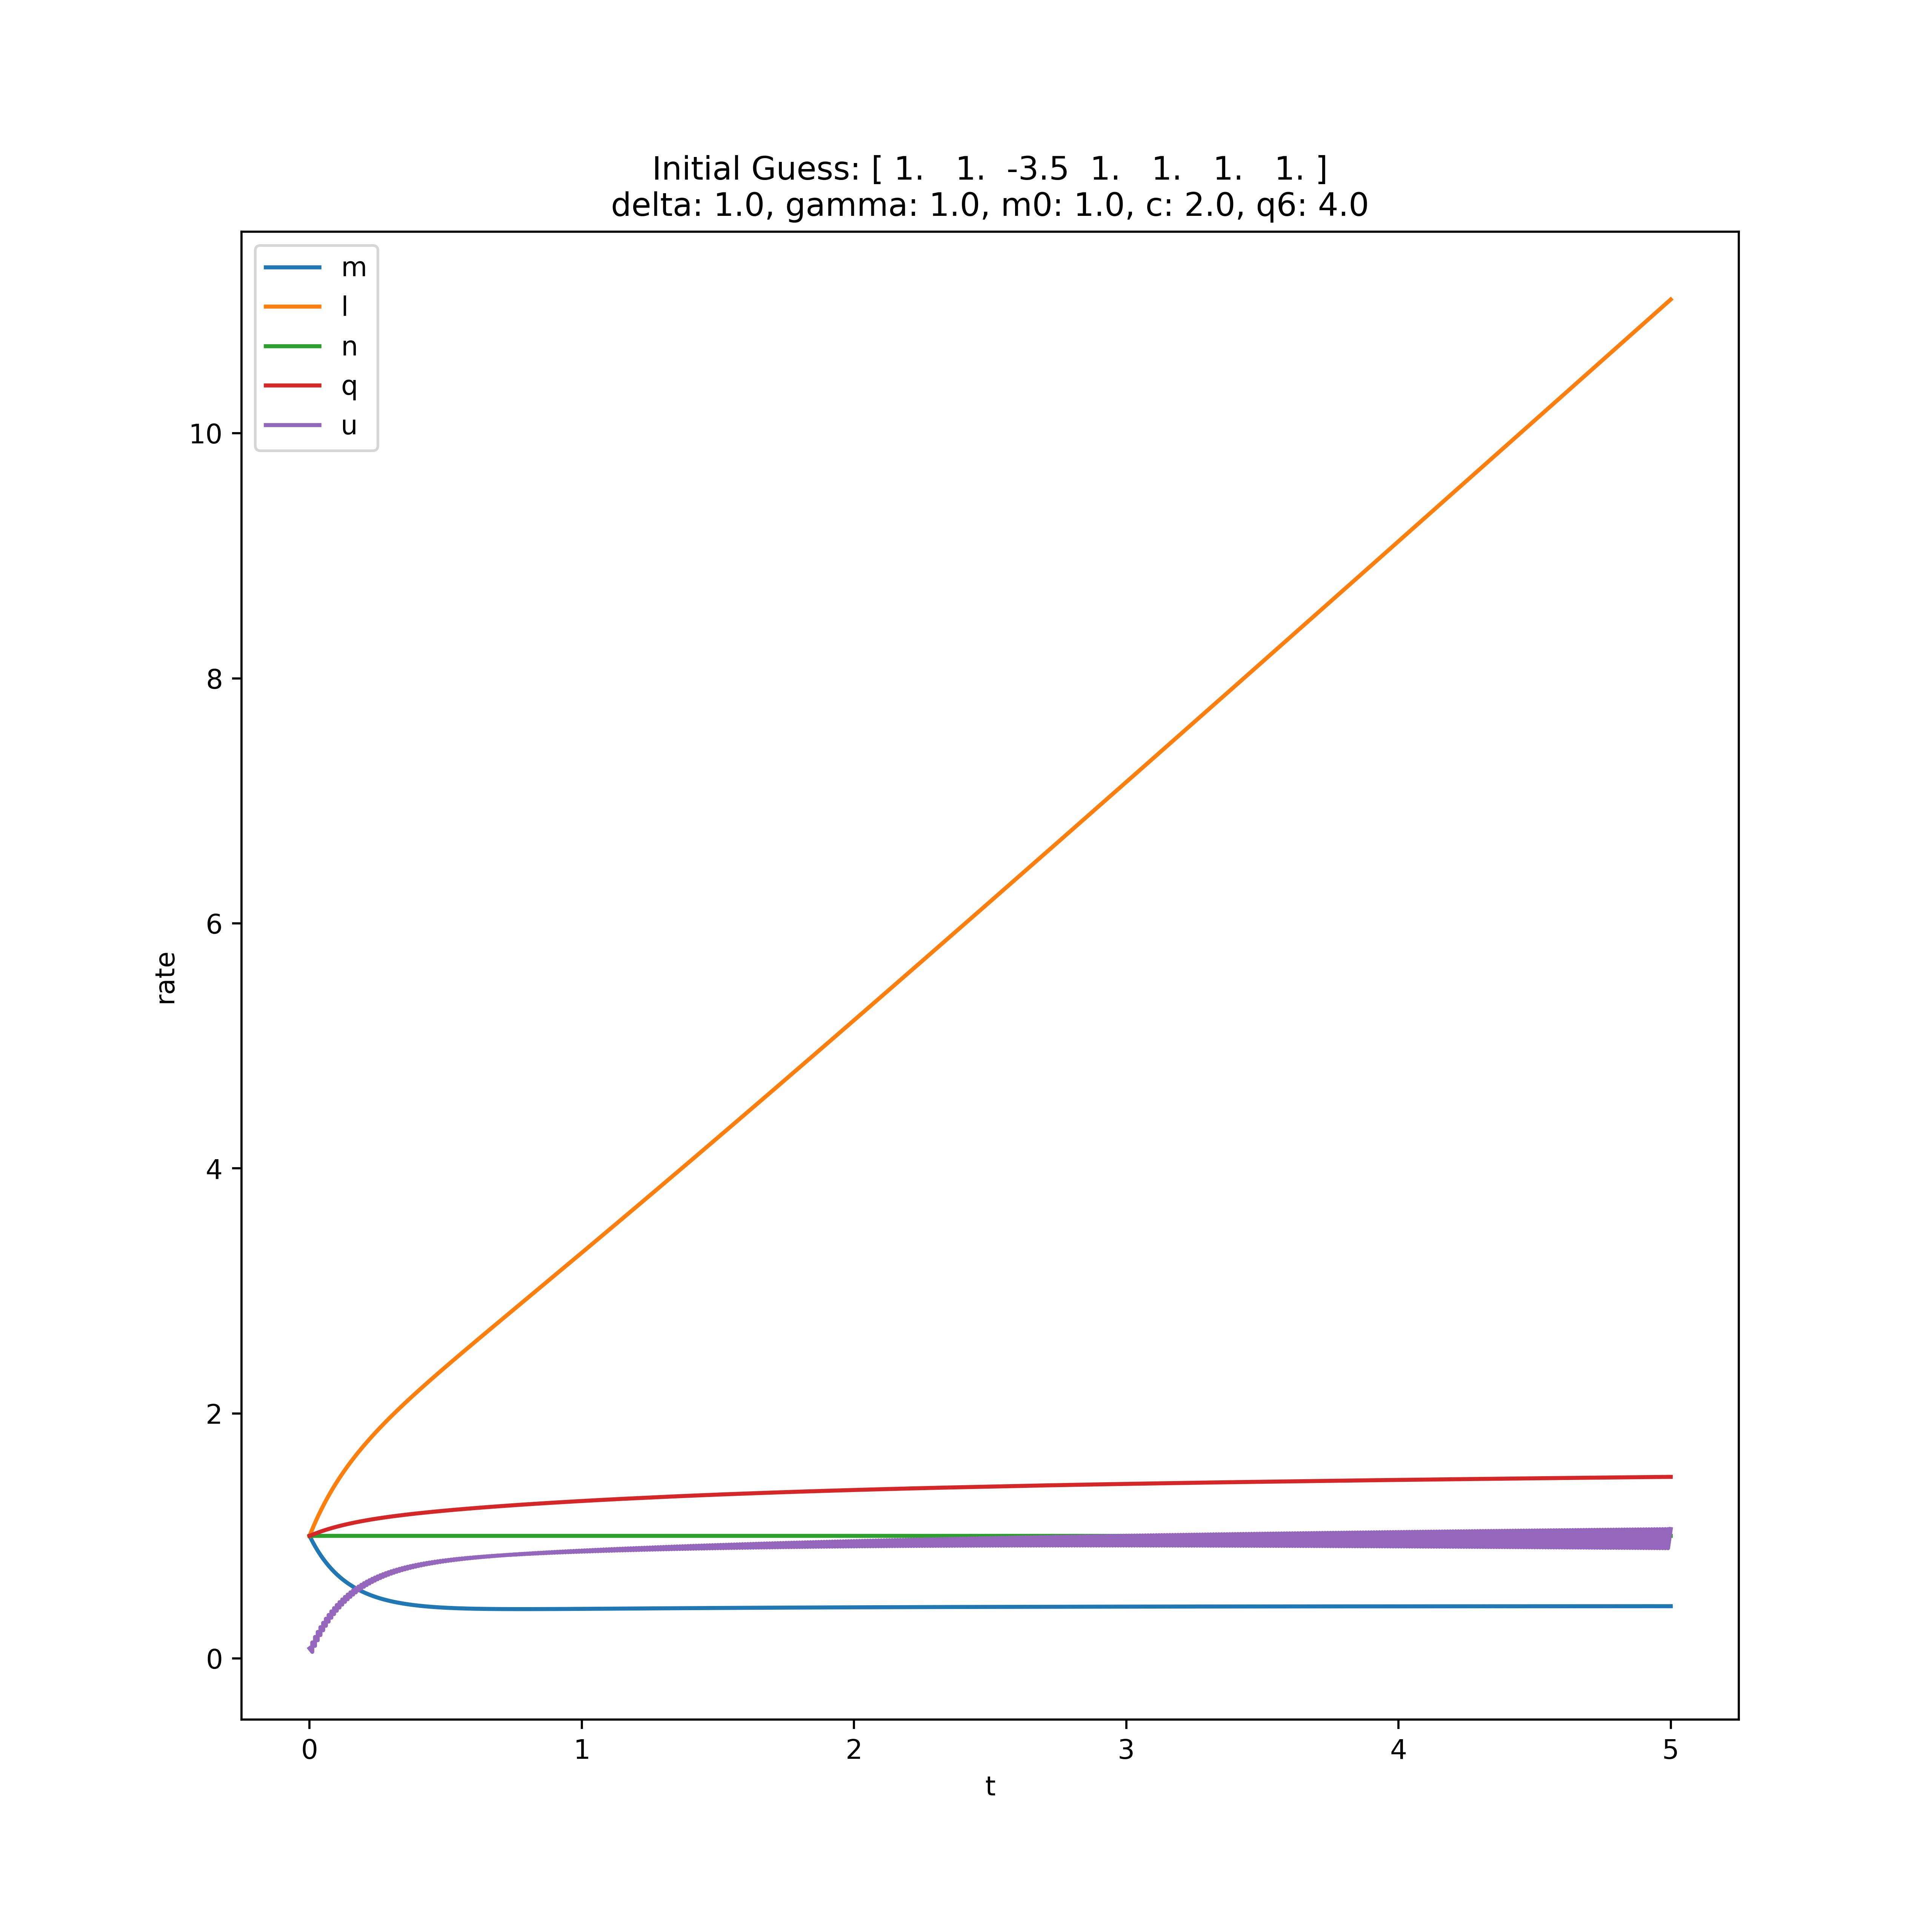 Initial Guess: [ 1. 1. -3.5 1. 1. 1. 1. ]
delta: 1.0, gamma: 1.0, m0: 1.0, c: 2.0, q6: 4.0
m
l
n
q
u
10
8
6
4
2
0
rate
0 1 2 3 4 5
t